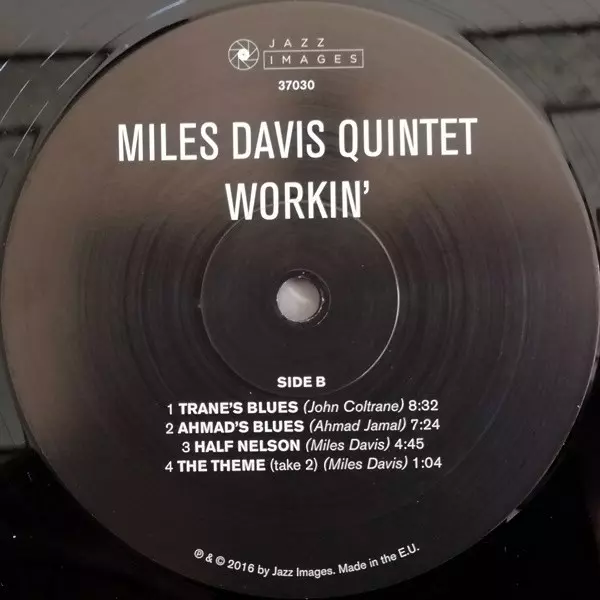 JAZZ
IMAGES
37030
MILES DAVIS QUINTET
WORKIN'
SIDE B
1 TRANE'S BLUES (John Coltrane) 8:32
2 AHMAD'S BLUES (Ahmad Jamal) 7:24
3 HALF NELSON (Miles Davis) 4:45
4 THE THEME (take 2) (Miles Davis) 1:04
℗ & © 2016 by Jazz Images. Made in the E.U.